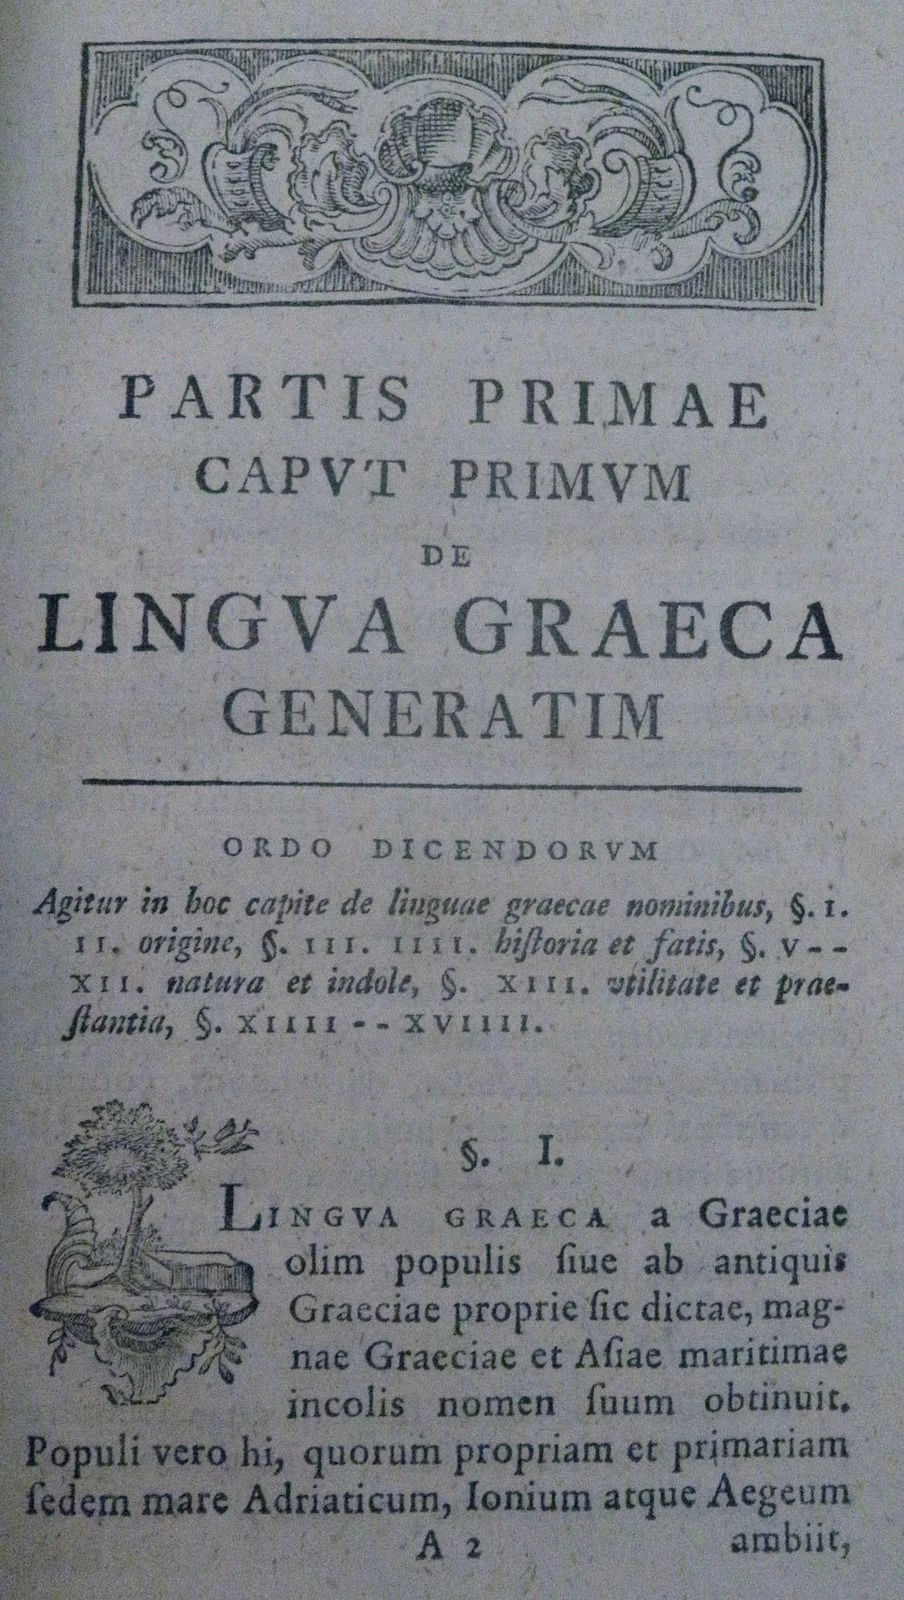 PARTIS PRIMAE
CAPVT PRIMVM
DE
LINGVA GRAECA
GENERATIM
ORDO DICENDORVM
Agitur in hoc capite de linguae graecae nominibus, §. I.
II. origine, §. III. IIII. hiſtoria et fatis, §. V--
XII. natura et indole, §. XIII. vtilitate et prae-
ſtantia, §. XIIII--XVIIII.
§. I.
LINGVA GRAECA a Graeciae
olim populis ſiue ab antiquis
Graeciae proprie ſic dictae, mag-
nae Graeciae et Aſiae maritimae
incolis nomen ſuum obtinuit.
Populi vero hi, quorum propriam et primariam
ſedem mare Adriaticum, Ionium atque Aegeum
A 2 ambiit,